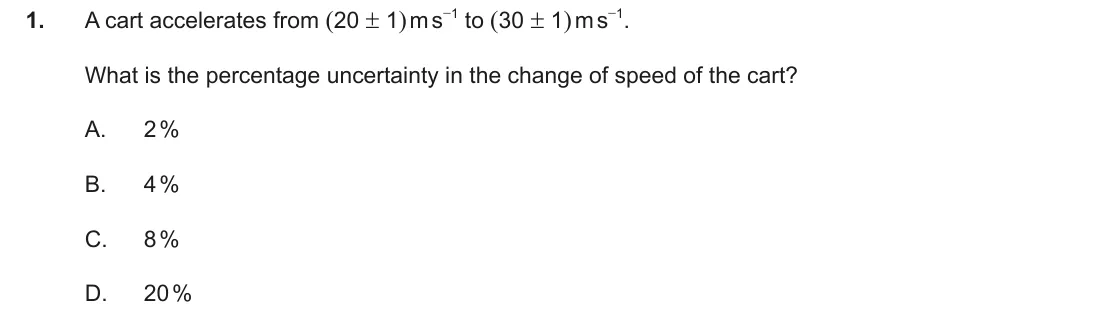 1. A cart accelerates from (20 ± 1) m s⁻¹ to (30 ± 1) m s⁻¹.
What is the percentage uncertainty in the change of speed of the cart?
A. 2 %
B. 4 %
C. 8 %
D. 20 %